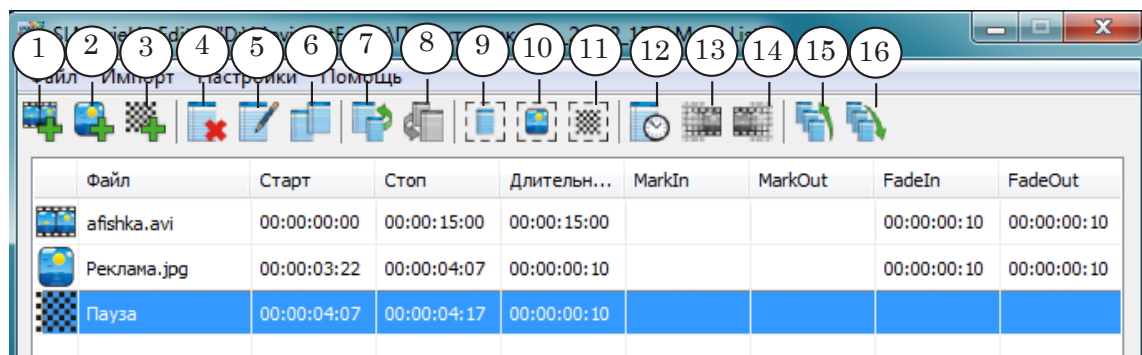 1 2 3 4 5 6 7 8 9 10 11 12 13 14 15 16
Файл Импорт Настройки Помощь
Файл Старт Стоп Длительн... MarkIn MarkOut FadeIn FadeOut
afishka.avi 00:00:00:00 00:00:15:00 00:00:15:00 00:00:00:10 00:00:00:10
Реклама.jpg 00:00:03:22 00:00:04:07 00:00:00:10 00:00:00:10 00:00:00:10
Пауза 00:00:04:07 00:00:04:17 00:00:00:10